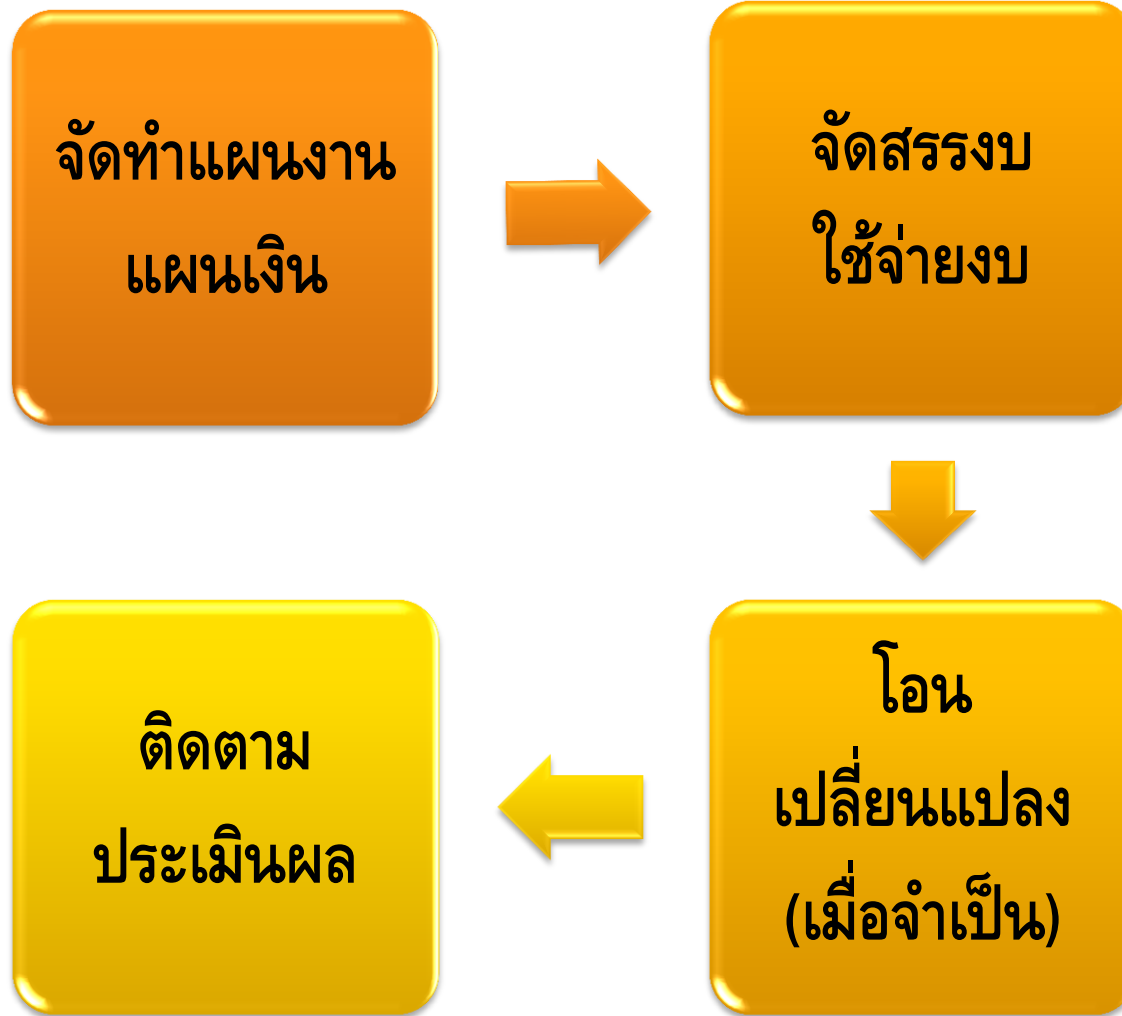 จัดทำแผนงาน
แผนเงิน
จัดสรรงบ
ใช้จ่ายงบ
โอน
เปลี่ยนแปลง
(เมื่อจำเป็น)
ติดตาม
ประเมินผล